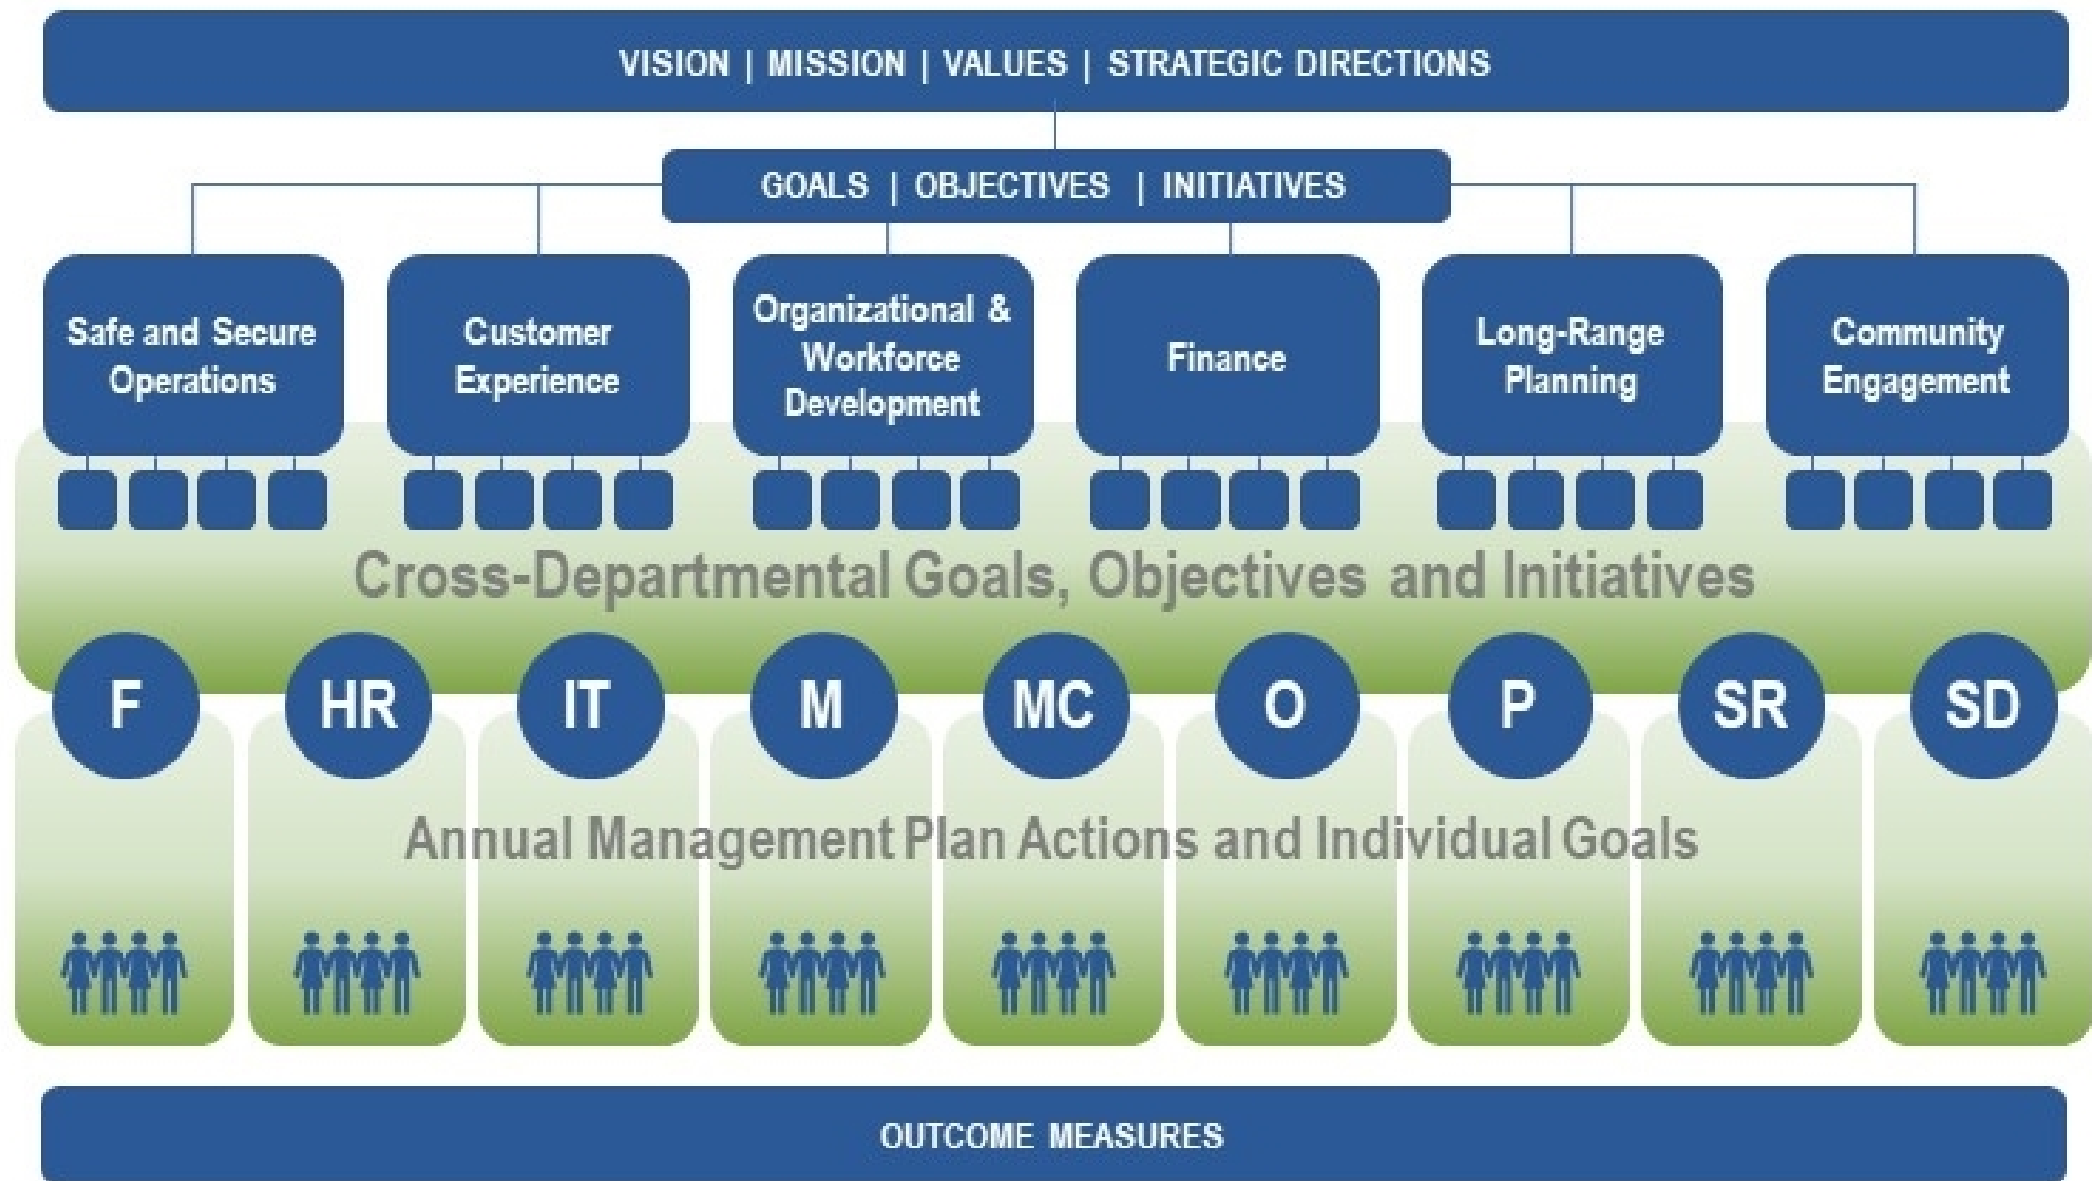 VISION | MISSION | VALUES | STRATEGIC DIRECTIONS
GOALS | OBJECTIVES | INITIATIVES
Safe and Secure
Operations
Customer
Experience
Organizational &
Workforce
Development
Finance
Long-Range
Planning
Community
Engagement
Cross-Departmental Goals, Objectives and Initiatives
F
HR
IT
M
MC
O
P
SR
SD
Annual Management Plan Actions and Individual Goals
OUTCOME MEASURES